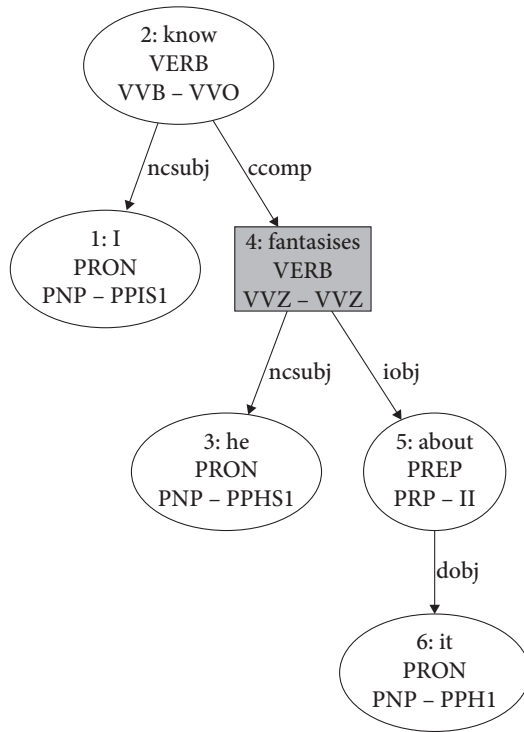 2: know
VERB
VVB – VVO
ncsubj
ccomp
1: I
PRON
PNP – PPIS1
4: fantasises
VERB
VVZ – VVZ
ncsubj
iobj
3: he
PRON
PNP – PPHS1
5: about
PREP
PRP – II
dobj
6: it
PRON
PNP – PPH1